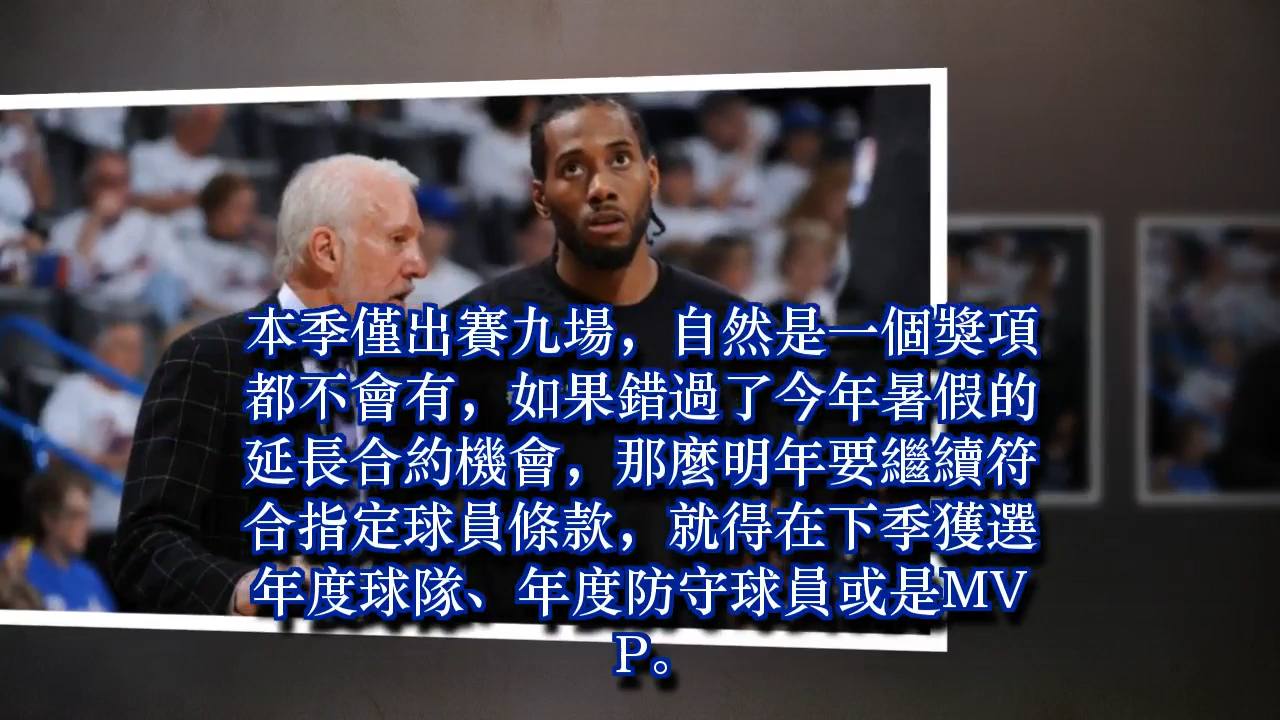 本季僅出賽九場，自然是一個獎項
都不會有，如果錯過了今年暑假的
延長合約機會，那麼明年要繼續符
合指定球員條款，就得在下季獲選
年度球隊、年度防守球員或是MV
P。